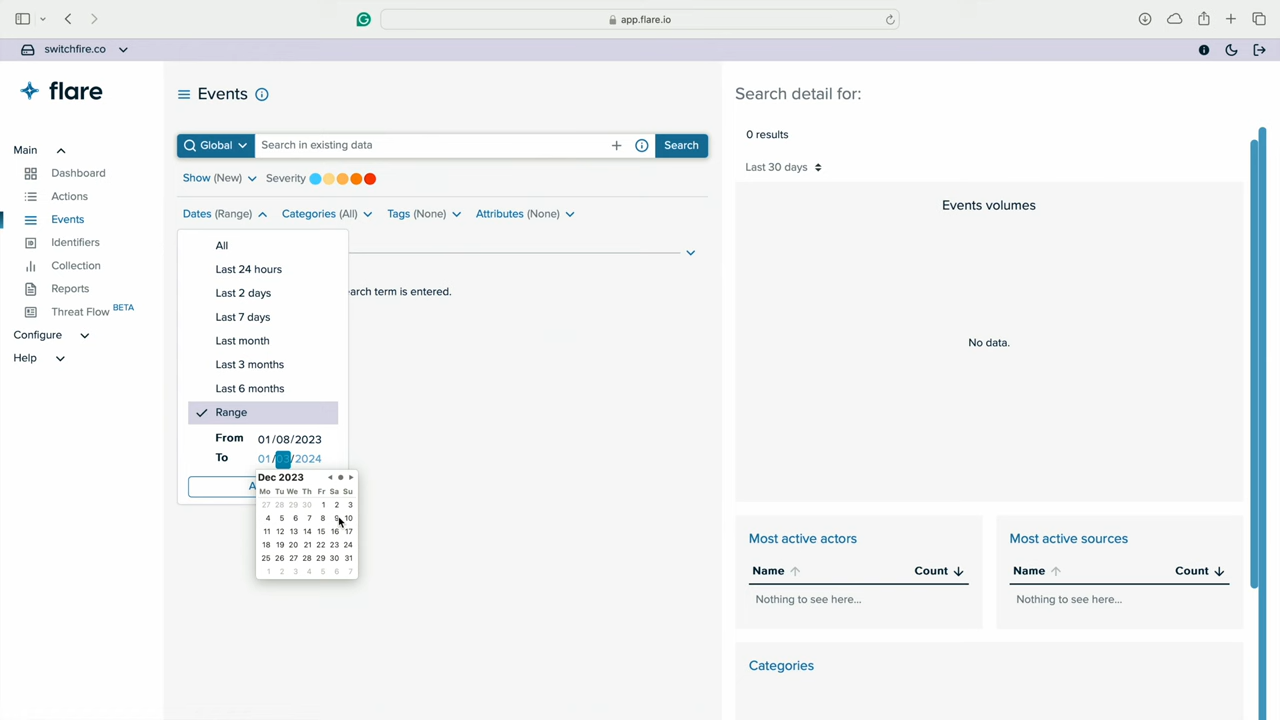 app.flare.io
switchfire.co
flare
Main
Dashboard
Actions
Events
Identifiers
Collection
Reports
Threat Flow BETA
Configure
Help
Events
Global
Search in existing data
Search
Show (New)
Severity
Dates (Range)
Categories (All)
Tags (None)
Attributes (None)
All
Last 24 hours
Last 2 days
Last 7 days
Last month
Last 3 months
Last 6 months
Range
From 01/08/2023
To 01/03/2024
A
arch term is entered.
Dec 2023
Mo Tu We Th Fr Sa Su
27 28 29 30 1 2 3
4 5 6 7 8 9 10
11 12 13 14 15 16 17
18 19 20 21 22 23 24
25 26 27 28 29 30 31
1 2 3 4 5 6 7
Search detail for:
0 results
Last 30 days
Events volumes
No data.
Most active actors
Name Count
Nothing to see here...
Most active sources
Name Count
Nothing to see here...
Categories